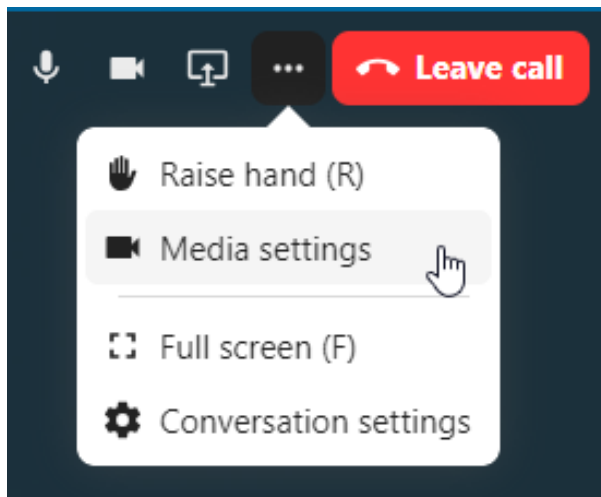 Leave call
Raise hand (R)
Media settings
Full screen (F)
Conversation settings